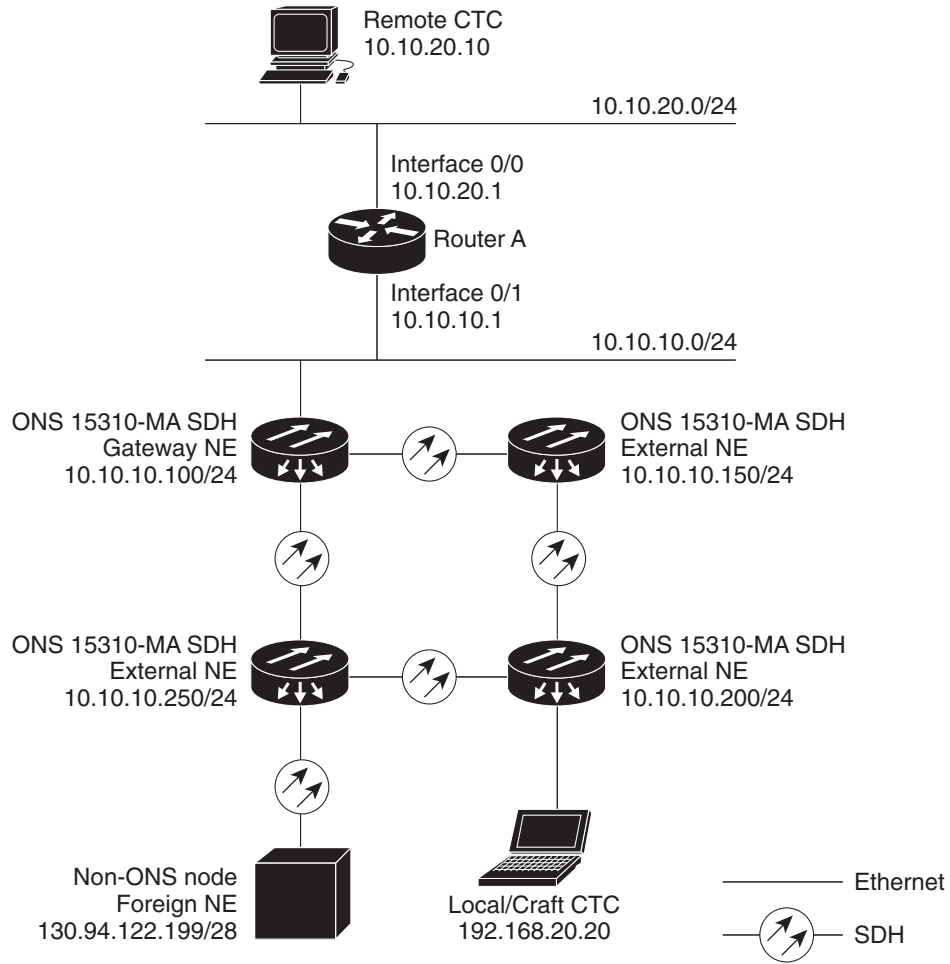 Remote CTC
10.10.20.10
10.10.20.0/24
Interface 0/0
10.10.20.1
Router A
Interface 0/1
10.10.10.1
10.10.10.0/24
ONS 15310-MA SDH
Gateway NE
10.10.10.100/24
ONS 15310-MA SDH
External NE
10.10.10.150/24
ONS 15310-MA SDH
External NE
10.10.10.250/24
ONS 15310-MA SDH
External NE
10.10.10.200/24
Non-ONS node
Foreign NE
130.94.122.199/28
Local/Craft CTC
192.168.20.20
Ethernet
SDH